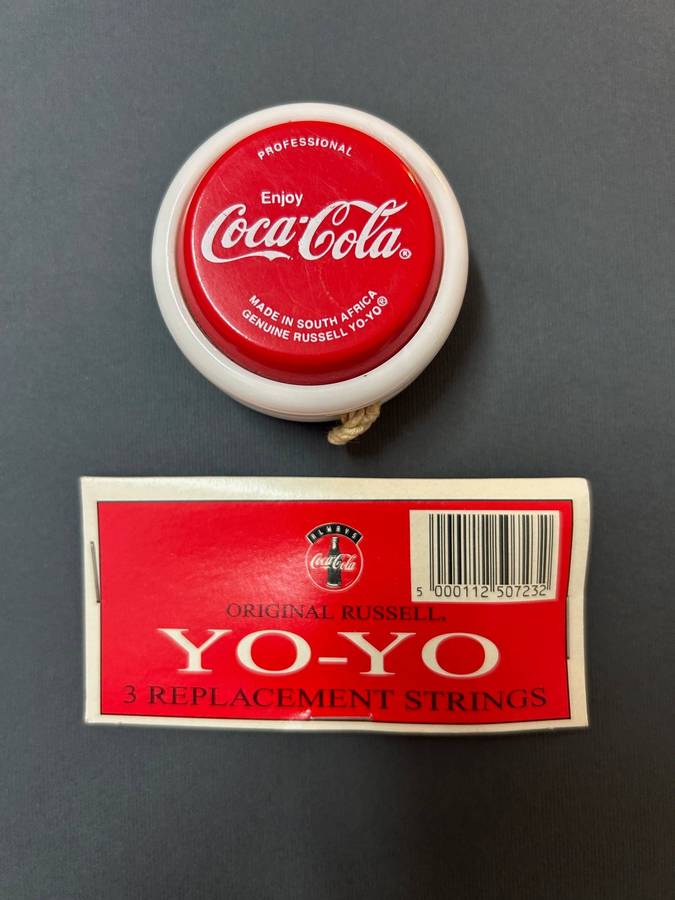 PROFESSIONAL
Enjoy
Coca-Cola®
MADE IN SOUTH AFRICA
GENUINE RUSSELL YO-YO®
ALWAYS
Coca-Cola
5 000112 507232
ORIGINAL RUSSELL®
YO-YO
3 REPLACEMENT STRINGS